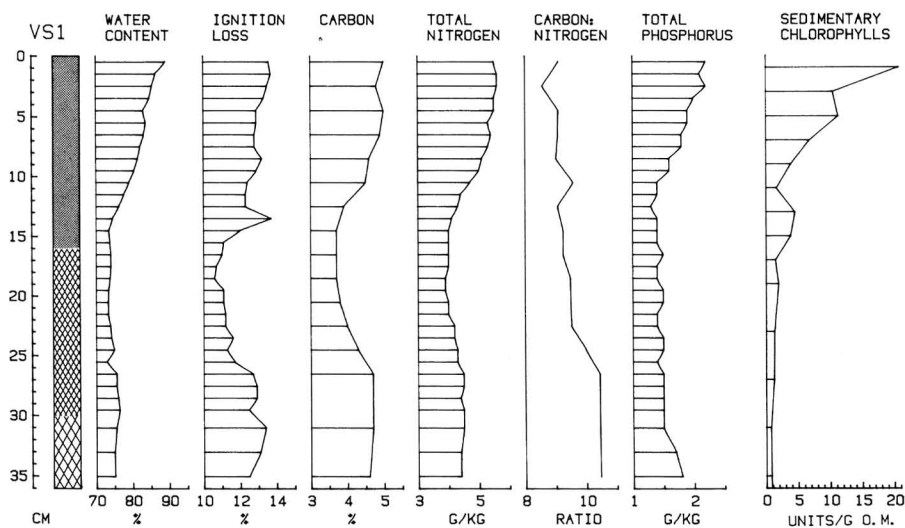 VS1
WATER CONTENT
IGNITION LOSS
CARBON
TOTAL NITROGEN
CARBON: NITROGEN
TOTAL PHOSPHORUS
SEDIMENTARY CHLOROPHYLLS
0
5
10
15
20
25
30
35
70 80 90
10 12 14
3 4 5
3 5
8 10
1 2
0 5 10 15 20
CM % % % G/KG RATIO G/KG UNITS/G O.M.